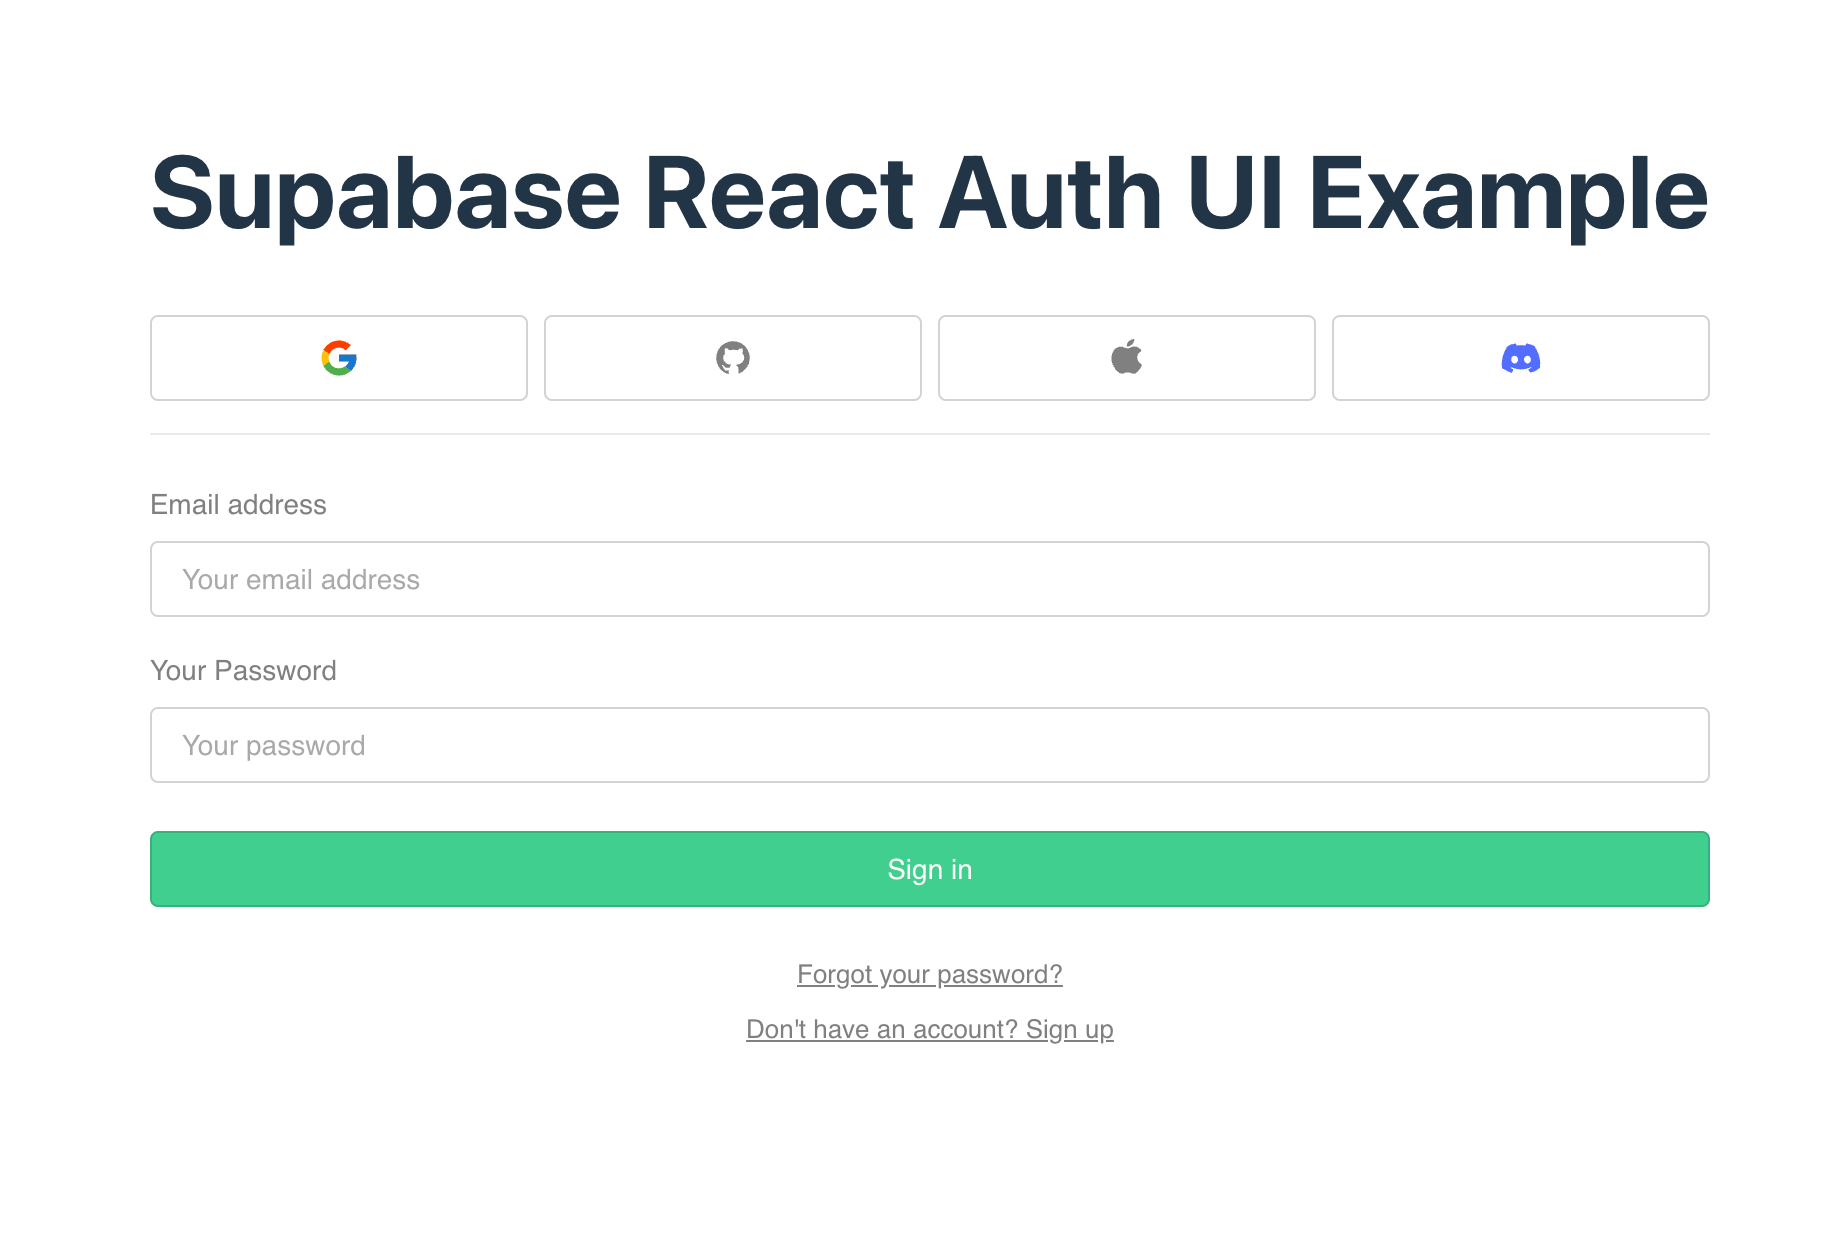 Supabase React Auth UI Example
Email address
Your email address
Your Password
Your password
Sign in
Forgot your password?
Don't have an account? Sign up